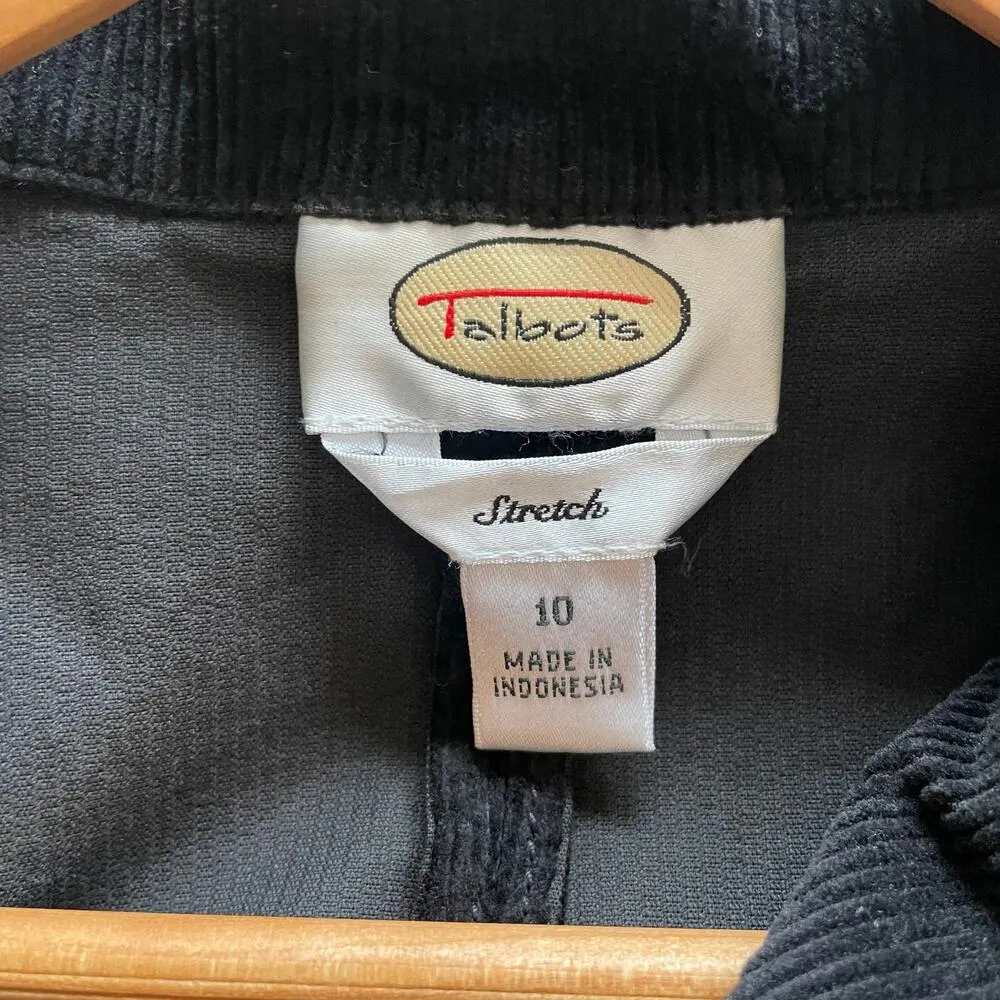 Talbots
Stretch
10
MADE IN
INDONESIA